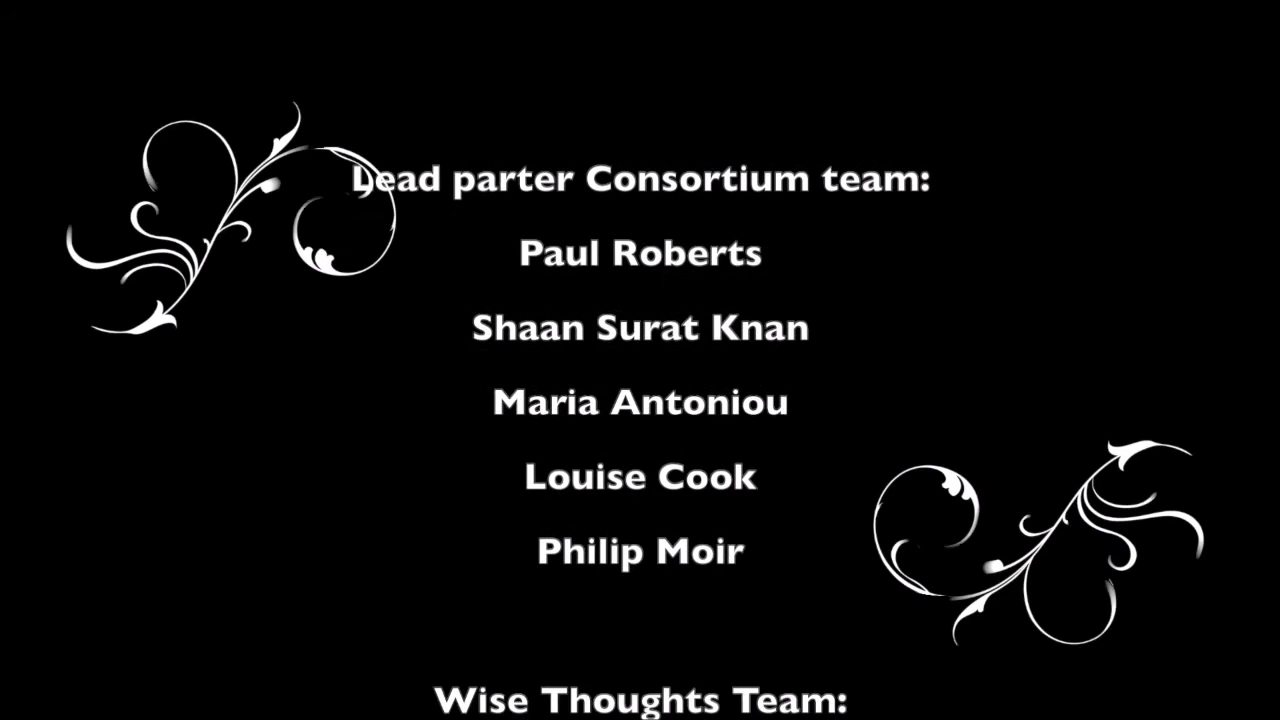 Lead parter Consortium team:
Paul Roberts
Shaan Surat Knan
Maria Antoniou
Louise Cook
Philip Moir
Wise Thoughts Team: